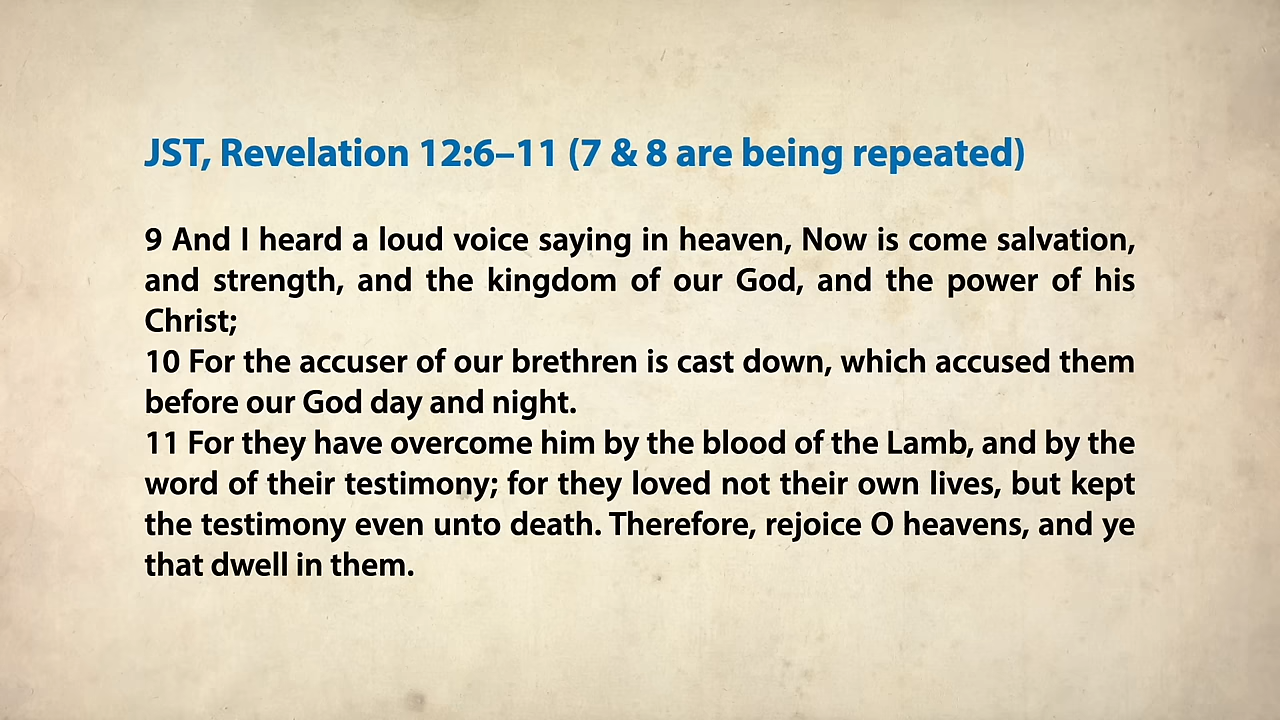 JST, Revelation 12:6–11 (7 & 8 are being repeated)
9 And I heard a loud voice saying in heaven, Now is come salvation,
and strength, and the kingdom of our God, and the power of his
Christ;
10 For the accuser of our brethren is cast down, which accused them
before our God day and night.
11 For they have overcome him by the blood of the Lamb, and by the
word of their testimony; for they loved not their own lives, but kept
the testimony even unto death. Therefore, rejoice O heavens, and ye
that dwell in them.